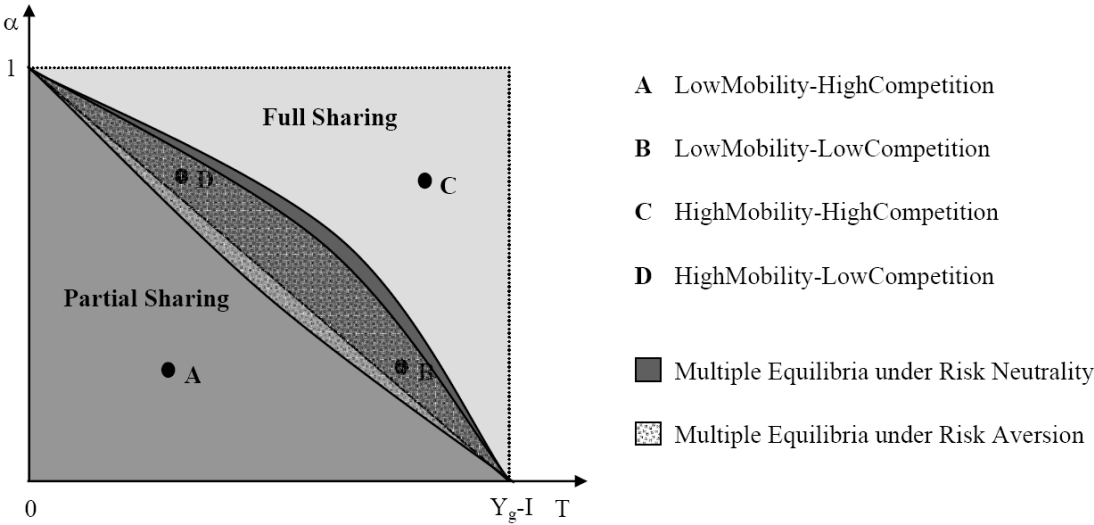 α
1
Full Sharing
D
C
Partial Sharing
A
B
0
Yg-I
T
A LowMobility-HighCompetition
B LowMobility-LowCompetition
C HighMobility-HighCompetition
D HighMobility-LowCompetition
Multiple Equilibria under Risk Neutrality
Multiple Equilibria under Risk Aversion